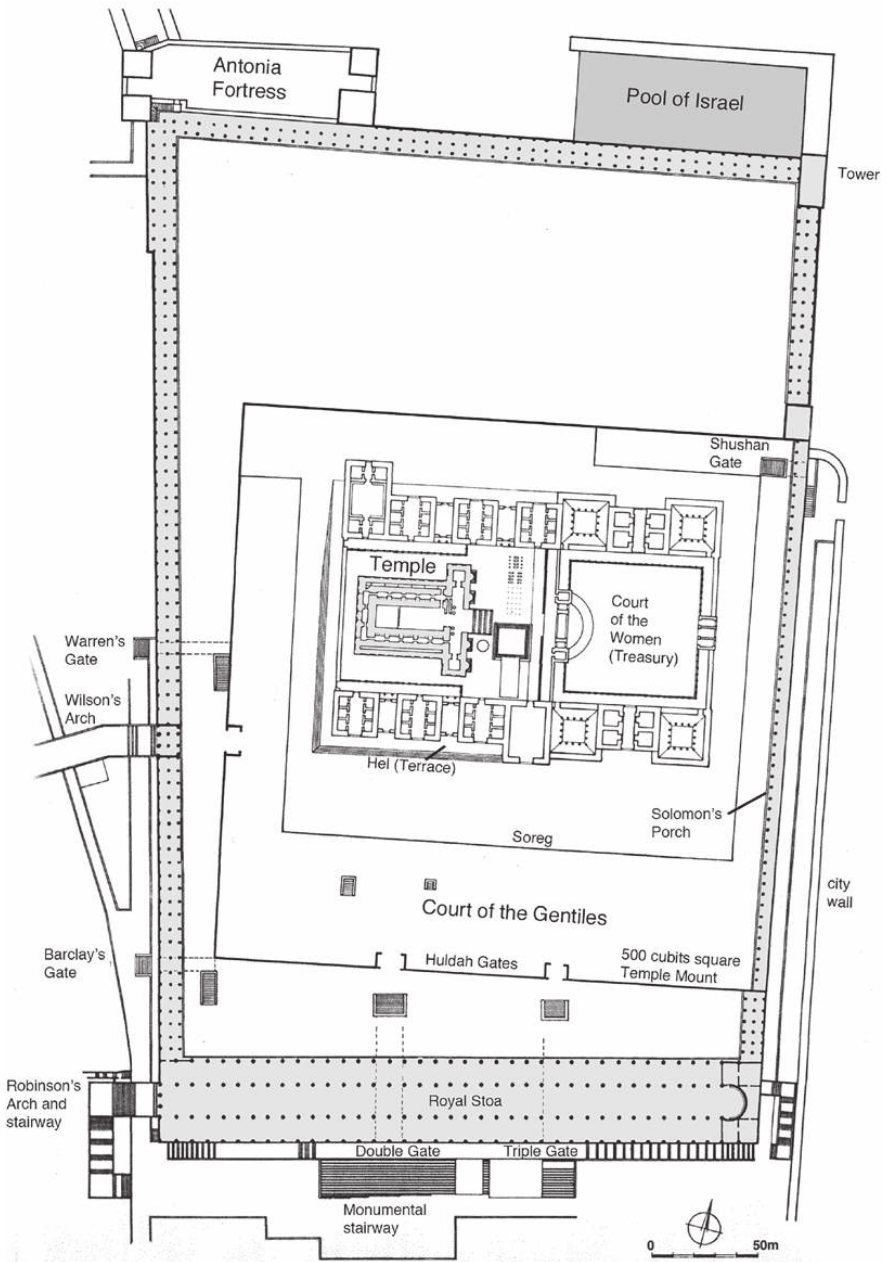 Antonia
Fortress
Pool of Israel
Tower
Shushan
Gate
Temple
Court
of the
Women
(Treasury)
Warren's
Gate
Wilson's
Arch
Hel (Terrace)
Solomon's
Porch
Soreg
city
wall
Court of the Gentiles
Barclay's
Gate
Huldah Gates
500 cubits square
Temple Mount
Robinson's
Arch and
stairway
Royal Stoa
Double Gate
Triple Gate
Monumental
stairway
0
50m